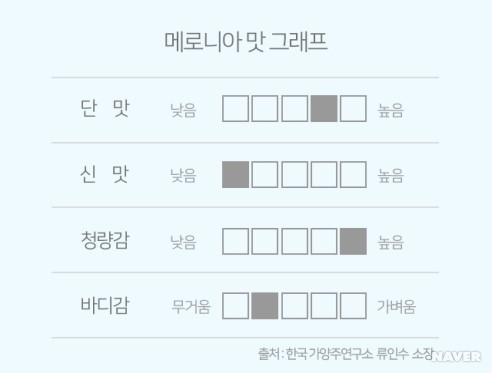 메로니아 맛 그래프
단 맛 낮음 높음
신 맛 낮음 높음
청량감 낮음 높음
바디감 무거움 가벼움
출처 : 한국가양주연구소 류인수 소장
NAVER